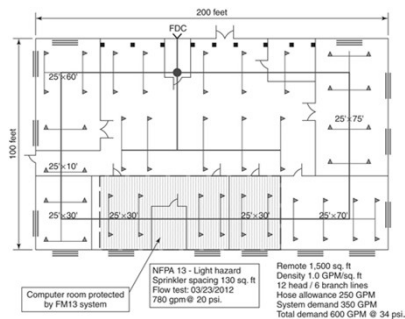 200 feet
FDC
100 feet
25'×60'
25'×75'
25'×10'
25'×30'
25'×30'
25'×30'
25'×70'
Computer room protected
by FM13 system
NFPA 13 - Light hazard
Sprinkler spacing 130 sq. ft
Flow test: 03/23/2012
780 gpm@ 20 psi.
Remote 1,500 sq. ft
Density 1.0 GPM/sq. ft
12 head / 6 branch lines
Hose allowance 250 GPM
System demand 350 GPM
Total demand 600 GPM @ 34 psi.